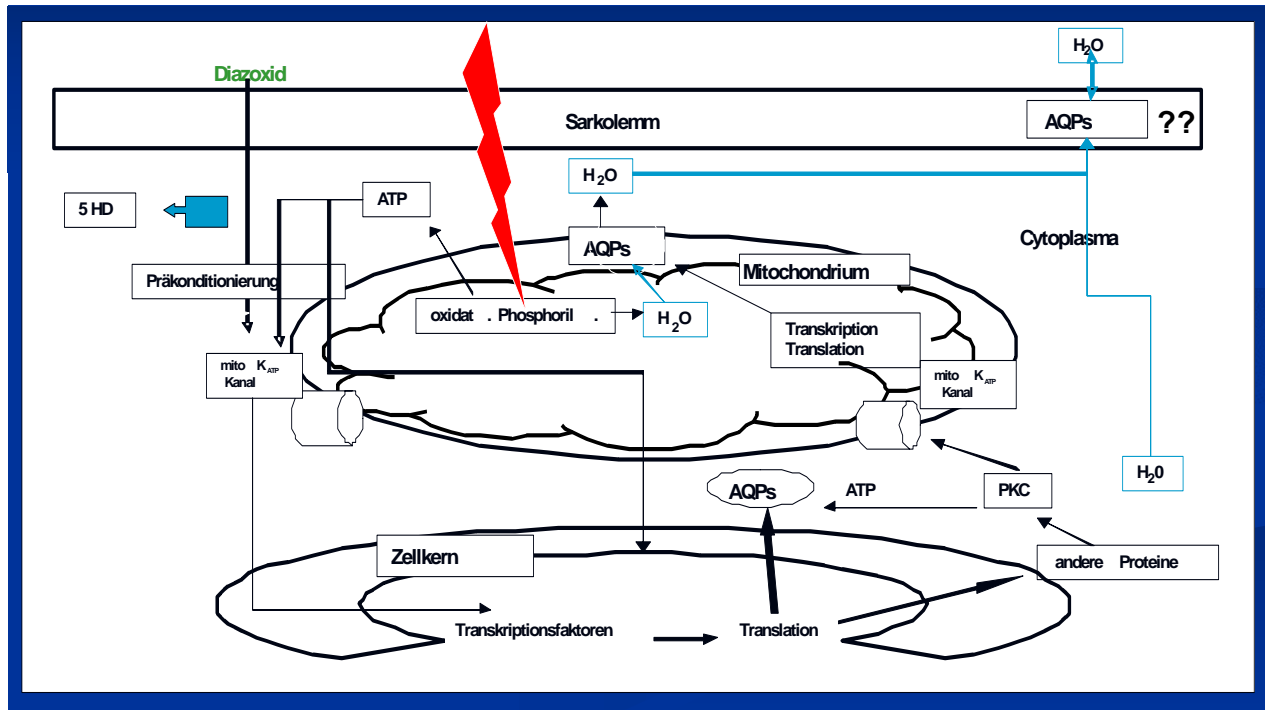 H2O
Diazoxid
Sarkolemm
AQPs
??
H2O
5 HD
ATP
Cytoplasma
AQPs
Mitochondrium
Präkonditionierung
oxidat . Phosphoril .
H2O
Transkription
Translation
mito KATP
Kanal
mito KATP
Kanal
H20
AQPs
ATP
PKC
Zellkern
andere Proteine
Transkriptionsfaktoren
Translation